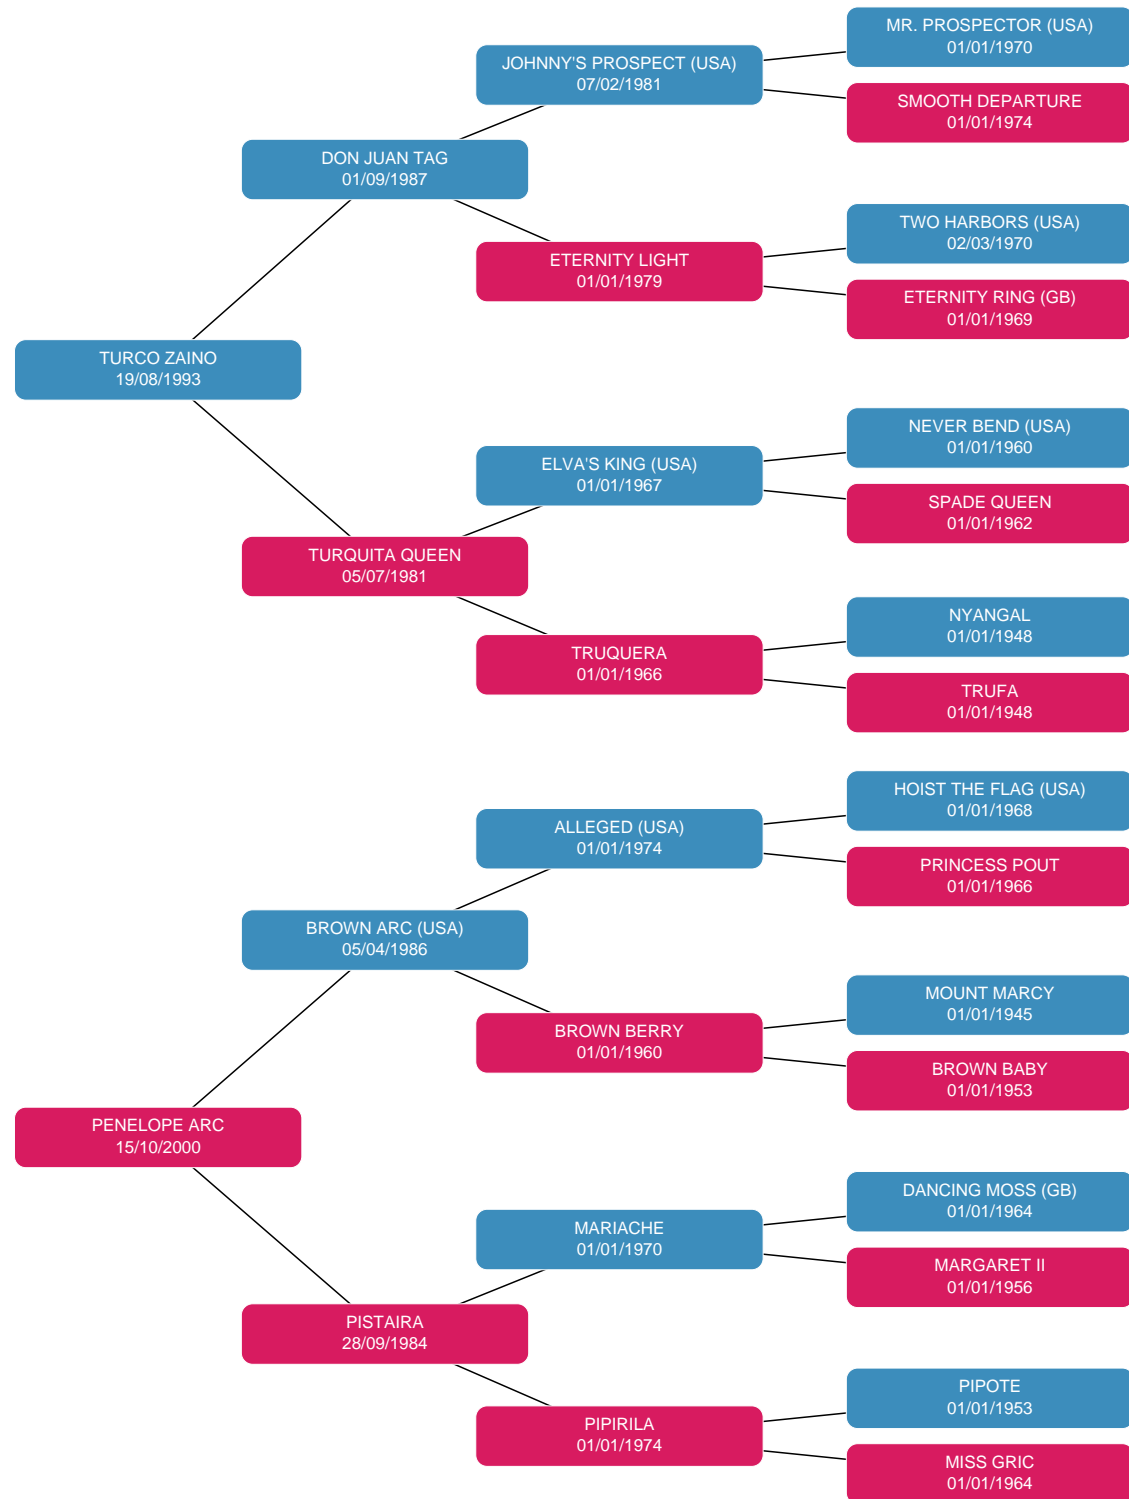 MR. PROSPECTOR (USA)
01/01/1970
JOHNNY'S PROSPECT (USA)
07/02/1981
SMOOTH DEPARTURE
01/01/1974
DON JUAN TAG
01/09/1987
TWO HARBORS (USA)
02/03/1970
ETERNITY LIGHT
01/01/1979
ETERNITY RING (GB)
01/01/1969
TURCO ZAINO
19/08/1993
NEVER BEND (USA)
01/01/1960
ELVA'S KING (USA)
01/01/1967
SPADE QUEEN
01/01/1962
TURQUITA QUEEN
05/07/1981
NYANGAL
01/01/1948
TRUQUERA
01/01/1966
TRUFA
01/01/1948
HOIST THE FLAG (USA)
01/01/1968
ALLEGED (USA)
01/01/1974
PRINCESS POUT
01/01/1966
BROWN ARC (USA)
05/04/1986
MOUNT MARCY
01/01/1945
BROWN BERRY
01/01/1960
BROWN BABY
01/01/1953
PENELOPE ARC
15/10/2000
DANCING MOSS (GB)
01/01/1964
MARIACHE
01/01/1970
MARGARET II
01/01/1956
PISTAIRA
28/09/1984
PIPOTE
01/01/1953
PIPIRILA
01/01/1974
MISS GRIC
01/01/1964